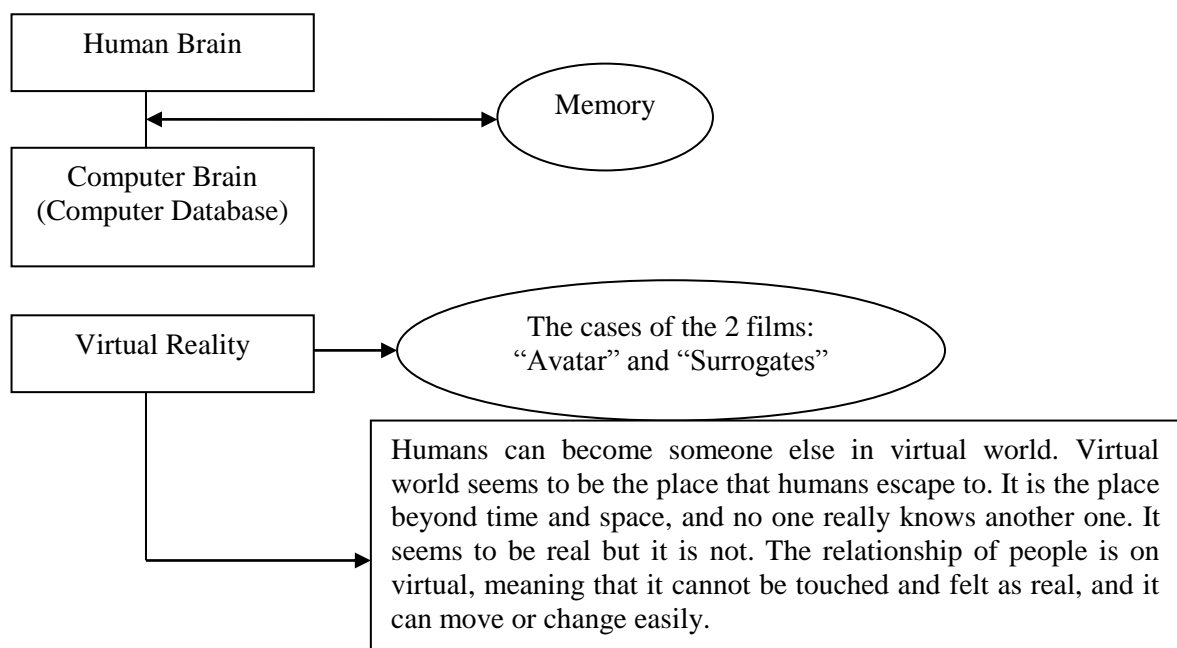 Human Brain
Memory
Computer Brain
(Computer Database)
Virtual Reality
The cases of the 2 films:
“Avatar” and “Surrogates”
Humans can become someone else in virtual world. Virtual
world seems to be the place that humans escape to. It is the place
beyond time and space, and no one really knows another one. It
seems to be real but it is not. The relationship of people is on
virtual, meaning that it cannot be touched and felt as real, and it
can move or change easily.